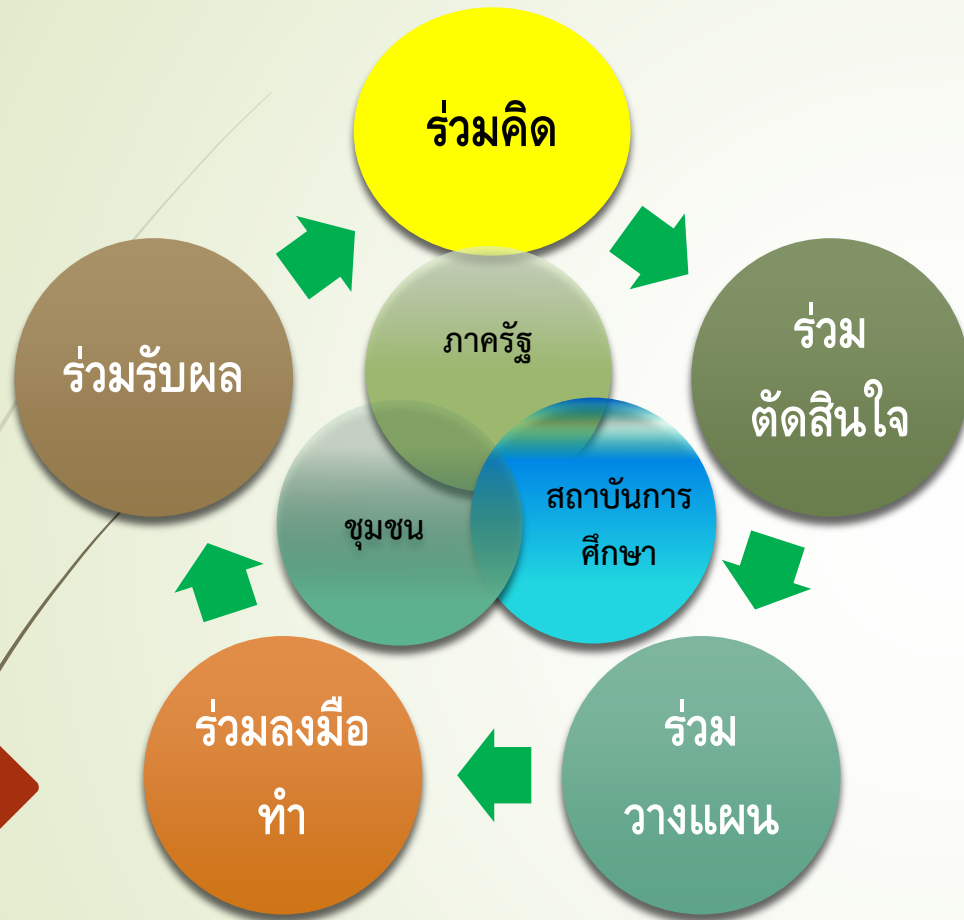 ร่วมคิด
ร่วม
ตัดสินใจ
ร่วม
วางแผน
ร่วมลงมือ
ทำ
ร่วมรับผล
ภาครัฐ
สถาบันการ
ศึกษา
ชุมชน